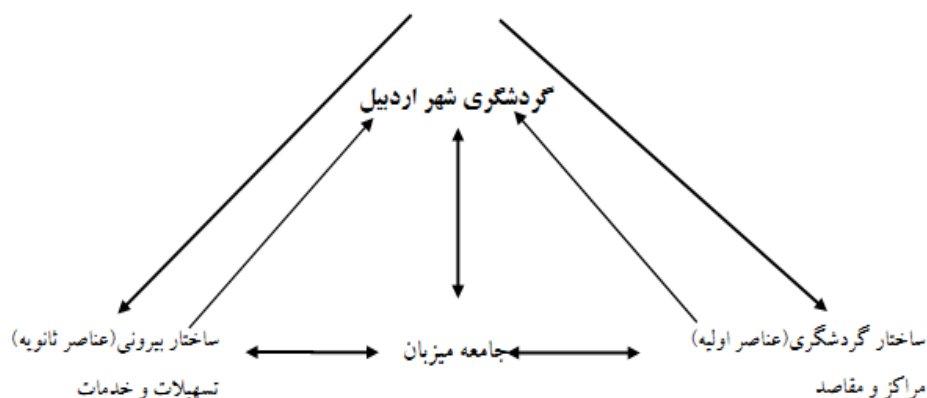 گردشگری شهر اردبیل
ساختار گردشگری(عناصر اولیه)
مراکز و مقاصد
جامعه میزبان
ساختار بیرونی(عناصر ثانویه)
تسهیلات و خدمات